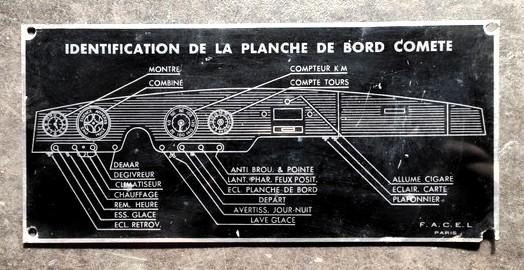 IDENTIFICATION DE LA PLANCHE DE BORD COMETE
MONTRE
COMBINÉ
COMPTEUR KM
COMPTE TOURS
DEMAR
DEGIVREUR
CLIMATISEUR
CHAUFFAGE
REM. HEURE
ESS. GLACE
ECL. RETROV.
ANTI BROU. & POINTE
LANT. PHAR. FEUX POSIT.
ECL. PLANCHE DE BORD
DEPART
AVERTISS. JOUR-NUIT
LAVE GLACE
ALLUME CIGARE
ECLAIR. CARTE
PLAFONNIER
F.A.C.E.L
PARIS